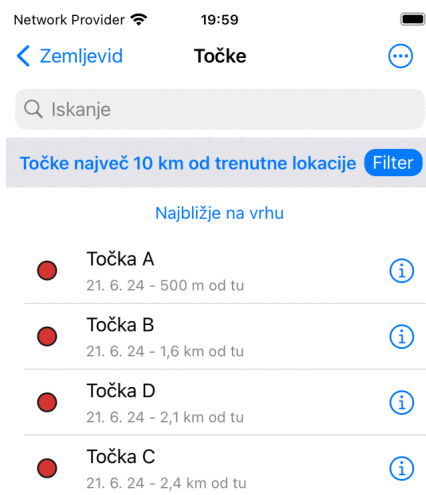 Network Provider 19:59
Zemljevid Točke
Iskanje
Točke največ 10 km od trenutne lokacije Filter
Najbližje na vrhu
Točka A
21. 6. 24 - 500 m od tu
Točka B
21. 6. 24 - 1,6 km od tu
Točka D
21. 6. 24 - 2,1 km od tu
Točka C
21. 6. 24 - 2,4 km od tu